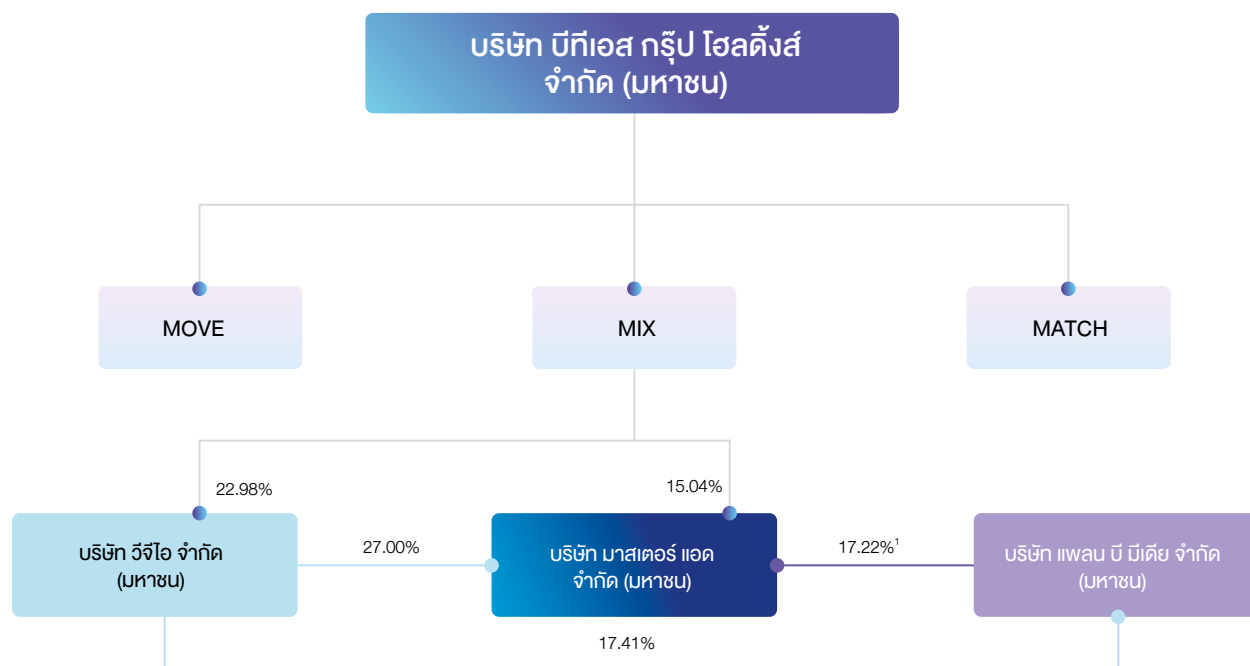 บริษัท บีทีเอส กรุ๊ป โฮลดิ้งส์
จำกัด (มหาชน)
MOVE
MIX
MATCH
22.98%
15.04%
บริษัท วีจีไอ จำกัด
(มหาชน)
27.00%
บริษัท มาสเตอร์ แอด
จำกัด (มหาชน)
17.22%¹
บริษัท แพลน บี มีเดีย จำกัด
(มหาชน)
17.41%